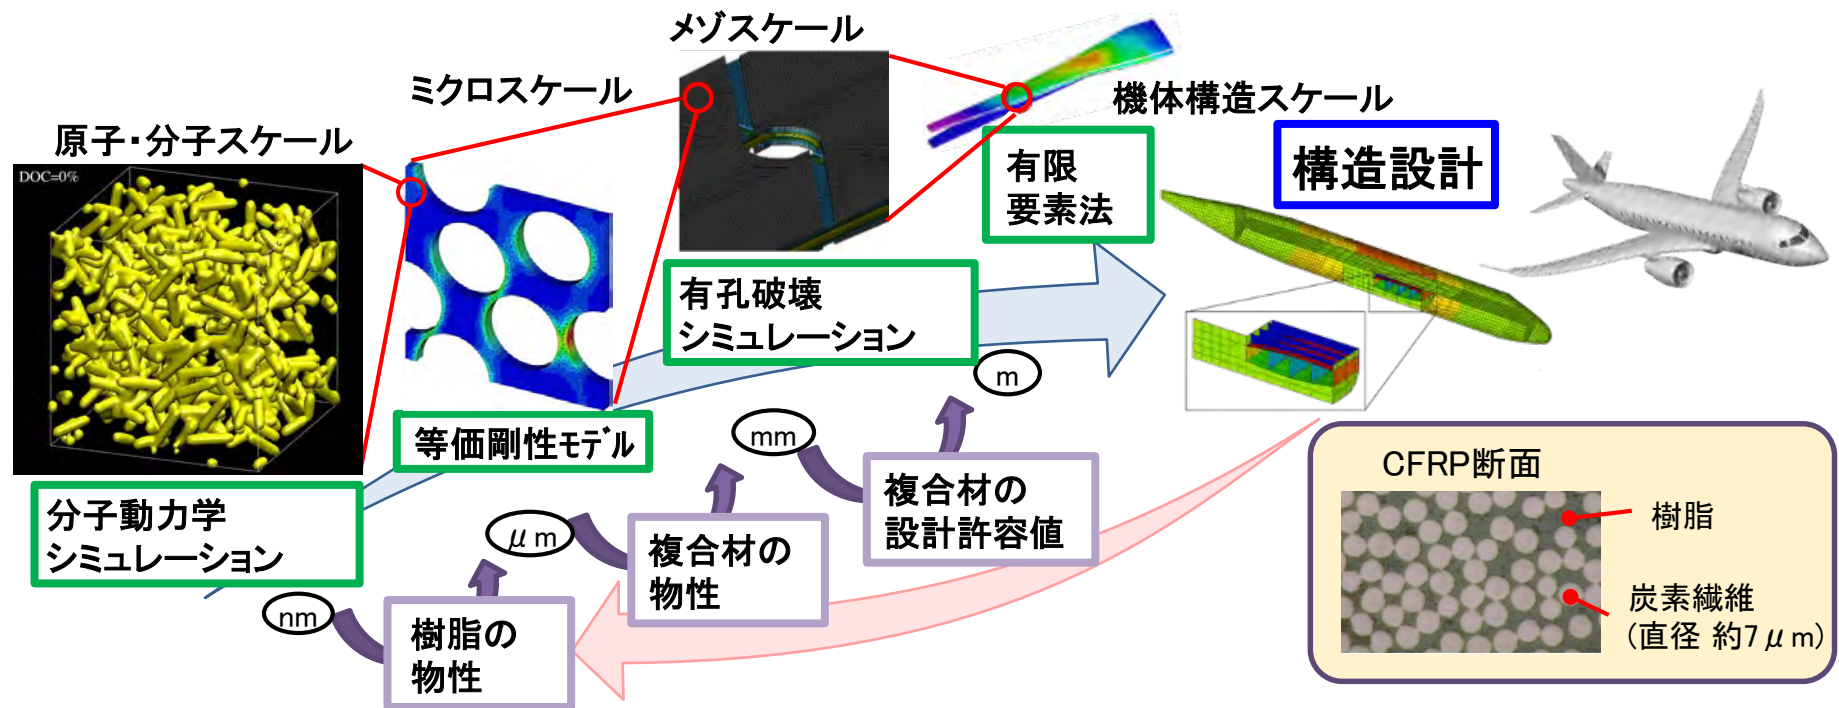 メゾスケール
ミクロスケール
機体構造スケール
原子・分子スケール
DOC=0%
構造設計
有限
要素法
有孔破壊
シミュレーション
等価剛性モデル
分子動力学
シミュレーション
m
mm
μm
nm
複合材の
設計許容値
複合材の
物性
樹脂の
物性
CFRP断面
樹脂
炭素繊維
(直径 約7μm)